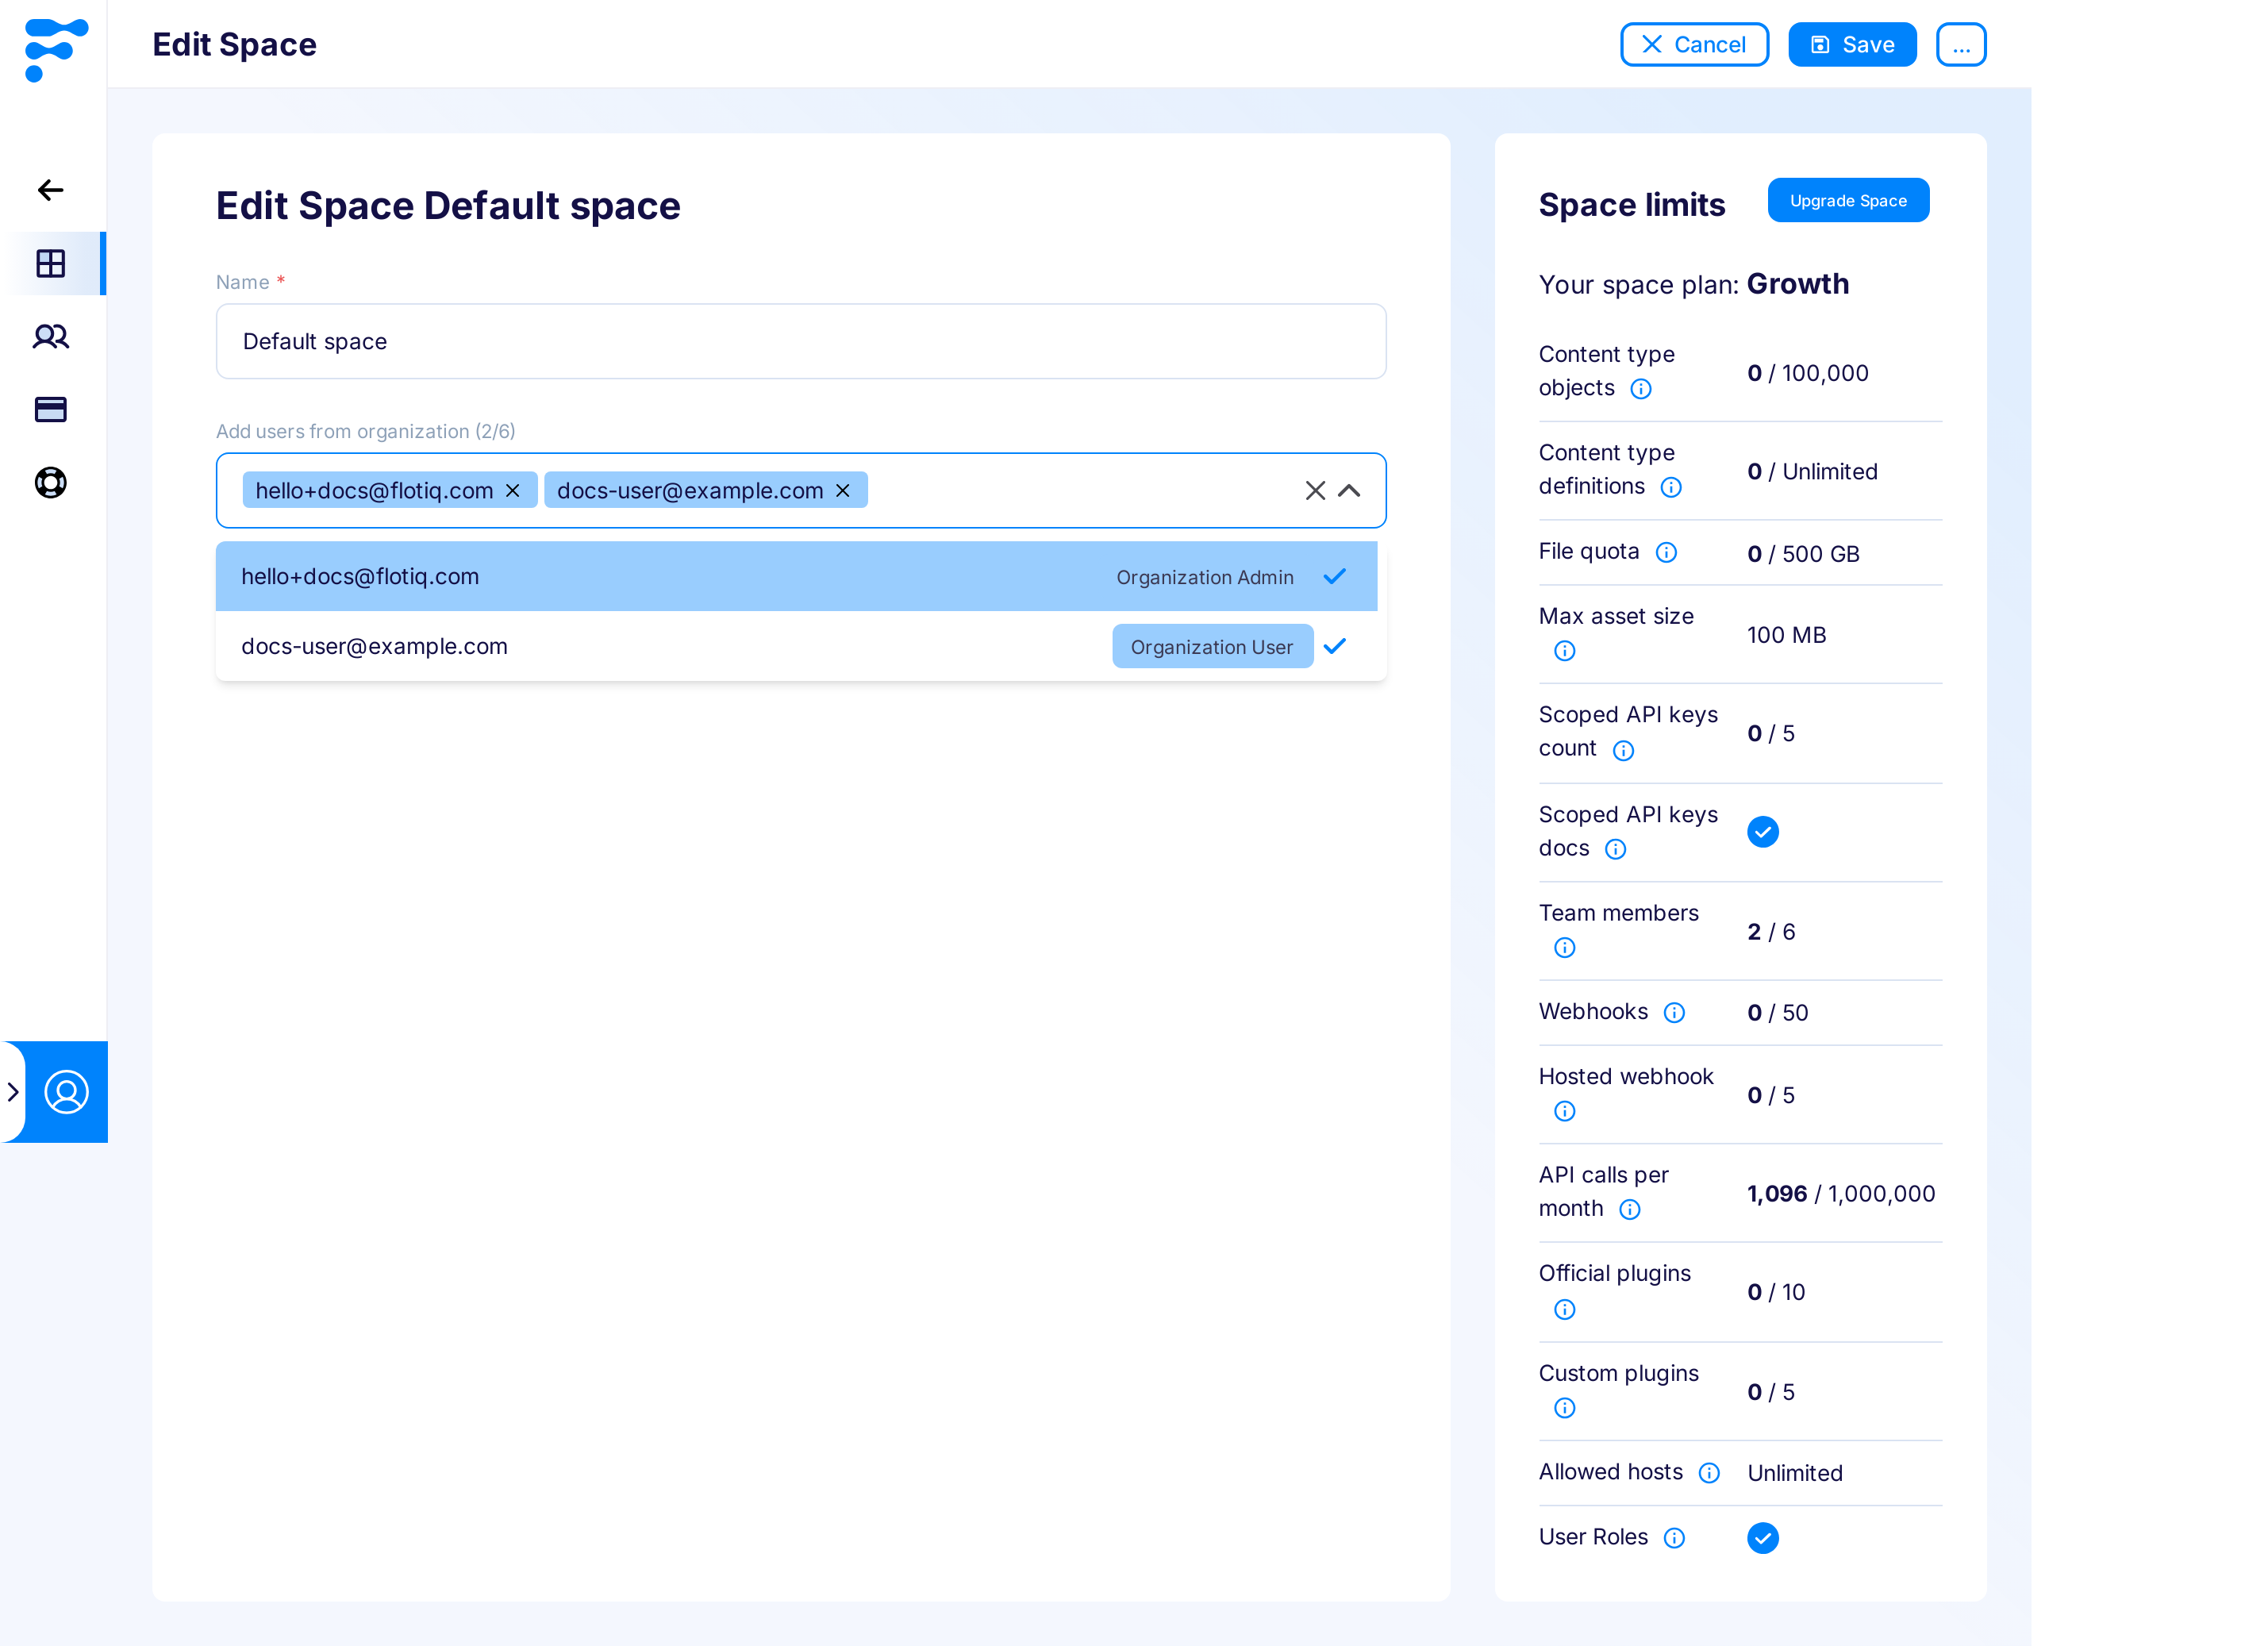 Edit Space
Cancel
Save
...
Edit Space Default space
Name *
Default space
Add users from organization (2/6)
hello+docs@flotiq.com
docs-user@example.com
hello+docs@flotiq.com Organization Admin
docs-user@example.com Organization User
Space limits
Upgrade Space
Your space plan: Growth
Content type
objects
0 / 100,000
Content type
definitions
0 / Unlimited
File quota
0 / 500 GB
Max asset size
100 MB
Scoped API keys
count
0 / 5
Scoped API keys
docs
Team members
2 / 6
Webhooks
0 / 50
Hosted webhook
0 / 5
API calls per
month
1,096 / 1,000,000
Official plugins
0 / 10
Custom plugins
0 / 5
Allowed hosts
Unlimited
User Roles